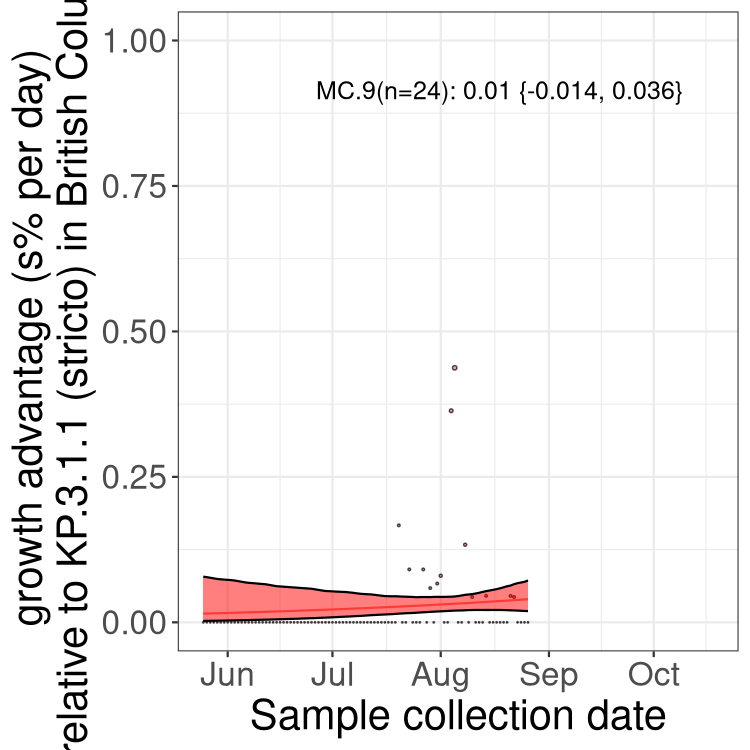 growth advantage (s% per day)
relative to KP.3.1.1 (stricto) in British
1.00
0.75
0.50
0.25
0.00
MC.9(n=24): 0.01 {-0.014, 0.036}
Jun Jul Aug Sep Oct
Sample collection date